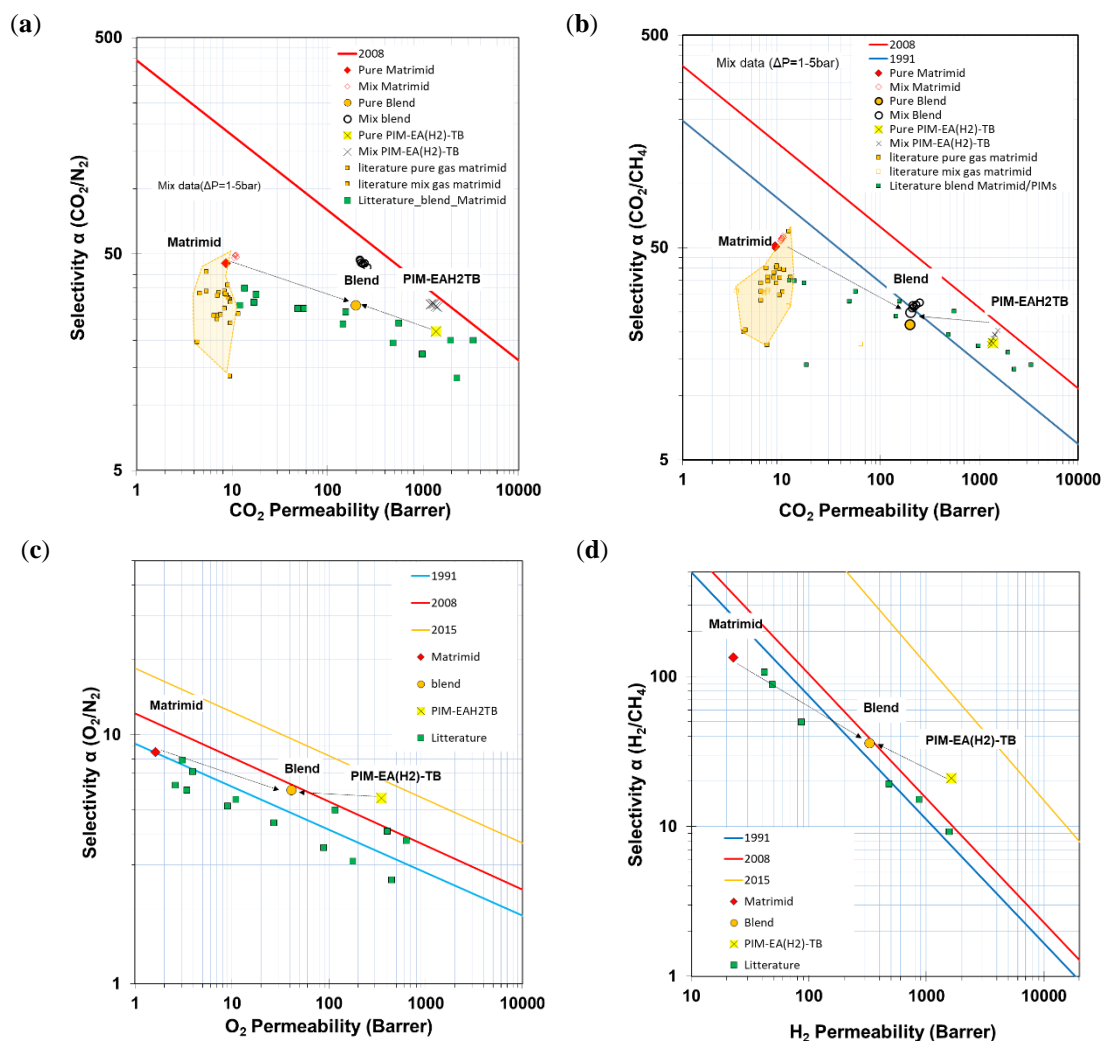 (a)
500
50
5
Selectivity α (CO₂/N₂)
2008
Pure Matrimid
Mix Matrimid
Pure Blend
Mix blend
Pure PIM-EA(H2)-TB
Mix PIM-EA(H2)-TB
literature pure gas matrimid
literature mix gas matrimid
Litterature_blend_Matrimid
Mix data(ΔP=1-5bar)
Matrimid
Blend
PIM-EAH2TB
1 10 100 1000 10000
CO₂ Permeability (Barrer)
(b)
500
50
5
Selectivity α (CO₂/CH₄)
Mix data (ΔP=1-5bar)
2008
1991
Pure Matrimid
Mix Matrimid
Pure Blend
Mix Blend
Pure PIM-EA(H2)-TB
Mix PIM-EA(H2)-TB
literature pure gas matrimid
literature mix gas matrimid
Literature blend Matrimid/PIMs
Matrimid
Blend
PIM-EAH2TB
1 10 100 1000 10000
CO₂ Permeability (Barrer)
(c)
10
1
Selectivity α (O₂/N₂)
1991
2008
2015
Matrimid
blend
PIM-EAH2TB
Litterature
Matrimid
Blend
PIM-EA(H2)-TB
1 10 100 1000 10000
O₂ Permeability (Barrer)
(d)
100
10
1
Selectivity α (H₂/CH₄)
Matrimid
Blend
PIM-EA(H2)-TB
1991
2008
2015
Matrimid
Blend
PIM-EA(H2)-TB
Litterature
10 100 1000 10000
H₂ Permeability (Barrer)